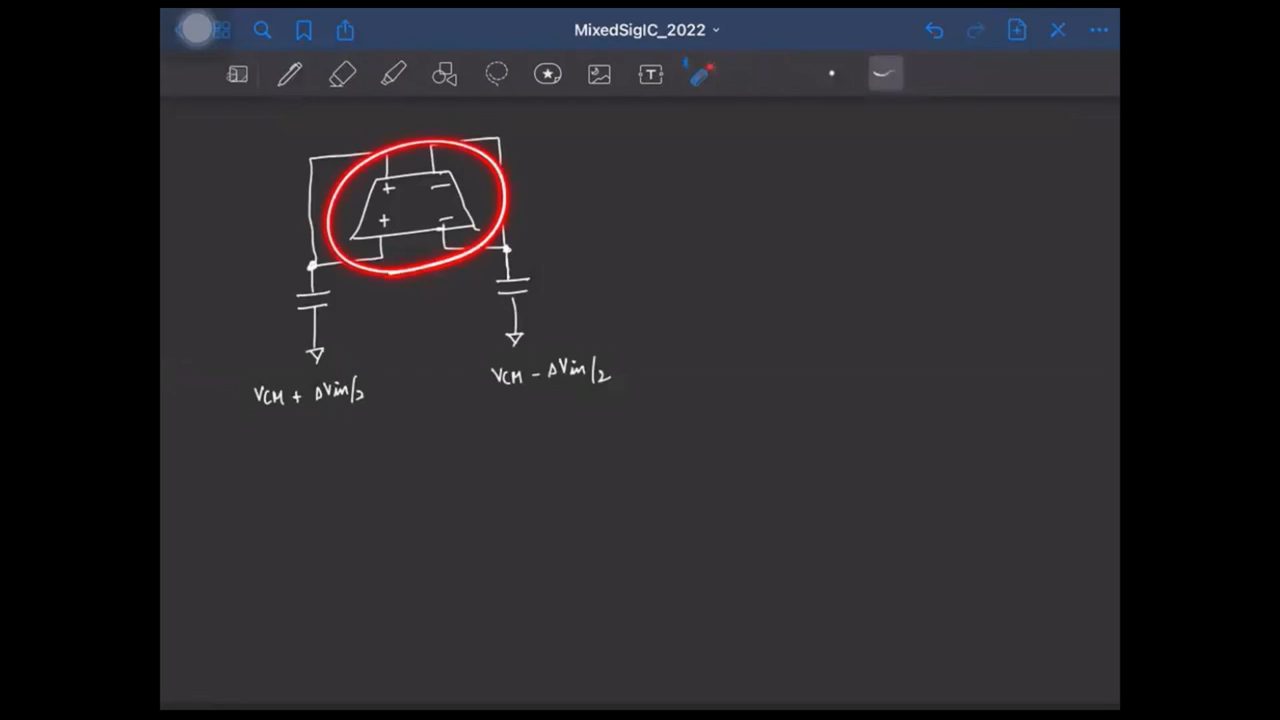 MixedSigIC_2022
T
+ −
+ −
VCM + ΔVin/2
VCM − ΔVin/2